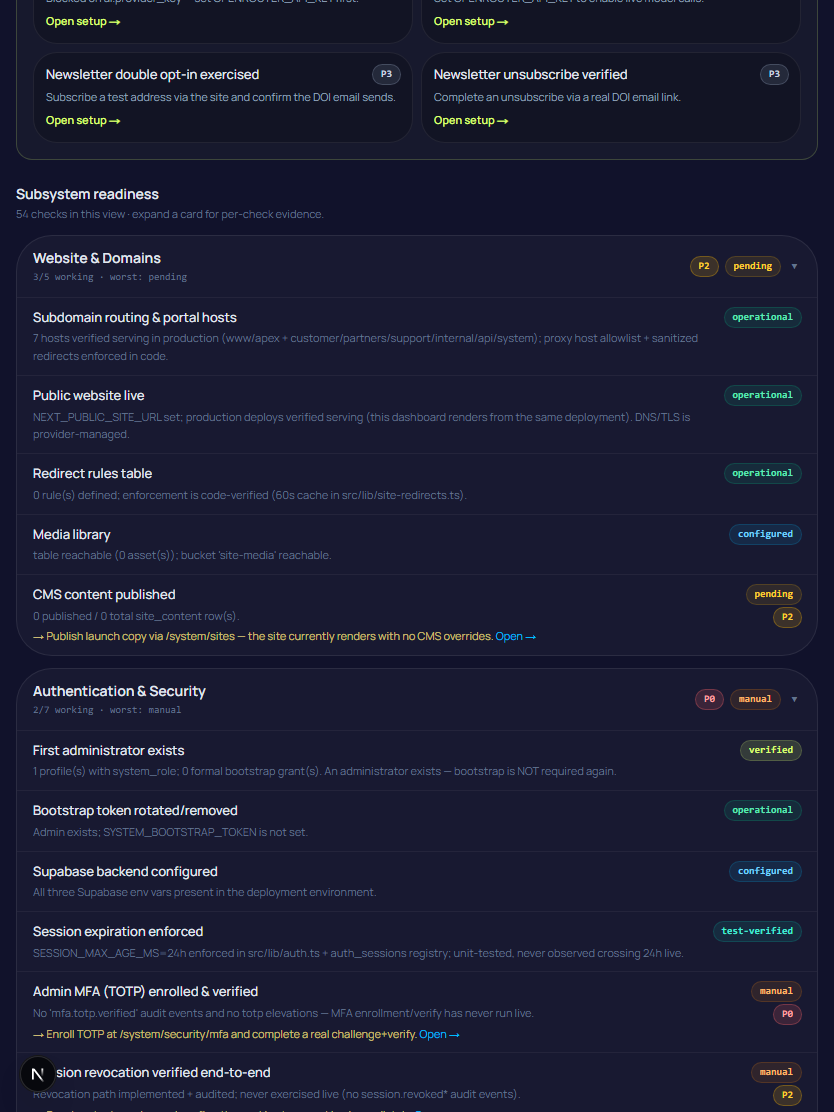 Open setup →
Open setup →
Newsletter double opt-in exercised
P3
Subscribe a test address via the site and confirm the DOI email sends.
Open setup →
Newsletter unsubscribe verified
P3
Complete an unsubscribe via a real DOI email link.
Open setup →
Subsystem readiness
54 checks in this view · expand a card for per-check evidence.
Website & Domains
P2
pending
3/5 working · worst: pending
Subdomain routing & portal hosts
operational
7 hosts verified serving in production (www/apex + customer/partners/support/internal/api/system); proxy host allowlist + sanitized
redirects enforced in code.
Public website live
operational
NEXT_PUBLIC_SITE_URL set; production deploys verified serving (this dashboard renders from the same deployment). DNS/TLS is
provider-managed.
Redirect rules table
operational
0 rule(s) defined; enforcement is code-verified (60s cache in src/lib/site-redirects.ts).
Media library
configured
table reachable (0 asset(s)); bucket 'site-media' reachable.
CMS content published
pending
0 published / 0 total site_content row(s).
P2
→ Publish launch copy via /system/sites — the site currently renders with no CMS overrides. Open →
Authentication & Security
P0
manual
2/7 working · worst: manual
First administrator exists
verified
1 profile(s) with system_role; 0 formal bootstrap grant(s). An administrator exists — bootstrap is NOT required again.
Bootstrap token rotated/removed
operational
Admin exists; SYSTEM_BOOTSTRAP_TOKEN is not set.
Supabase backend configured
configured
All three Supabase env vars present in the deployment environment.
Session expiration enforced
test-verified
SESSION_MAX_AGE_MS=24h enforced in src/lib/auth.ts + auth_sessions registry; unit-tested, never observed crossing 24h live.
Admin MFA (TOTP) enrolled & verified
manual
No 'mfa.totp.verified' audit events and no totp elevations — MFA enrollment/verify has never run live.
P0
→ Enroll TOTP at /system/security/mfa and complete a real challenge+verify. Open →
sion revocation verified end-to-end
manual
Revocation path implemented + audited; never exercised live (no session.revoked* audit events).
P2